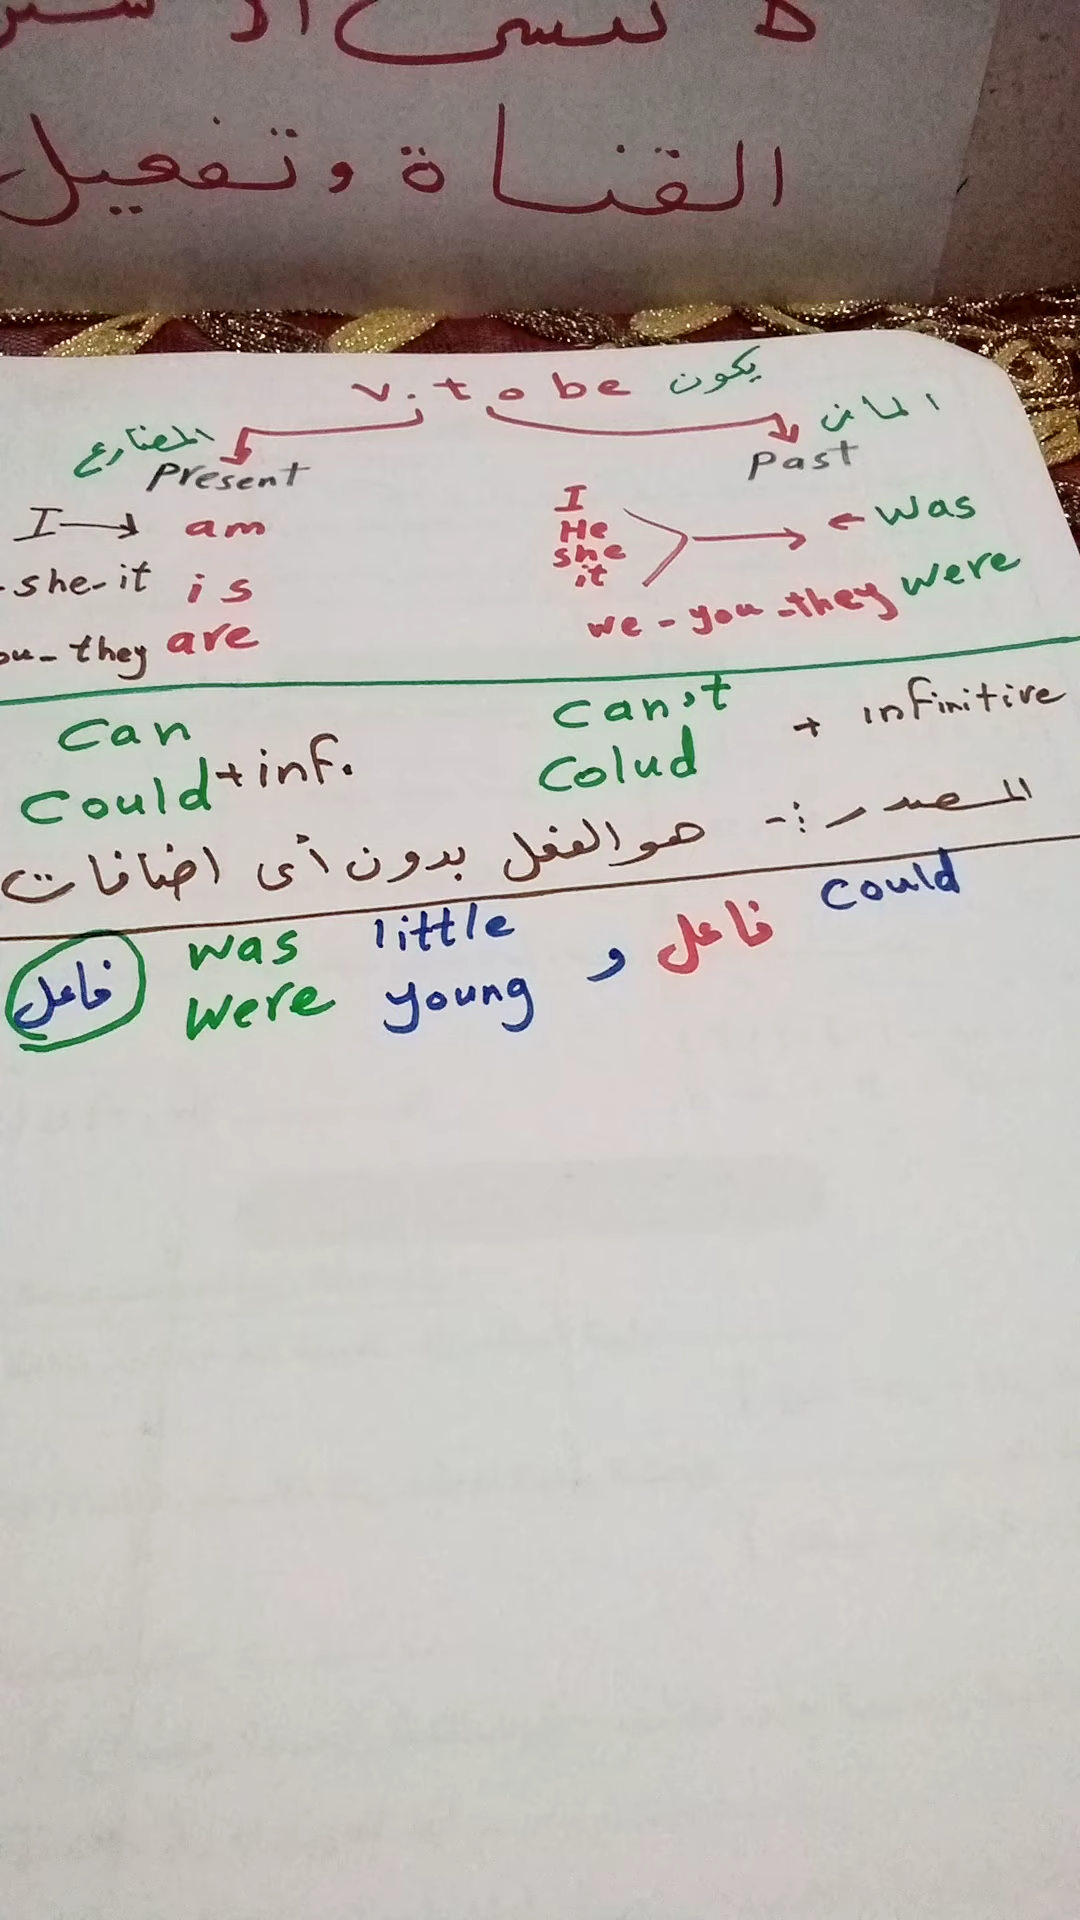 القناة وتفعيل
v. to be يكون
المضارع الماضى
Present Past
I → am
I
He
she
it
→ ← was
she-it is
they are
we - you - they were
can
could + inf.
can,t
colud
+ infinitive
المصدر :- هو الفعل بدون أى اضافات
فاعل was were little young و فاعل could